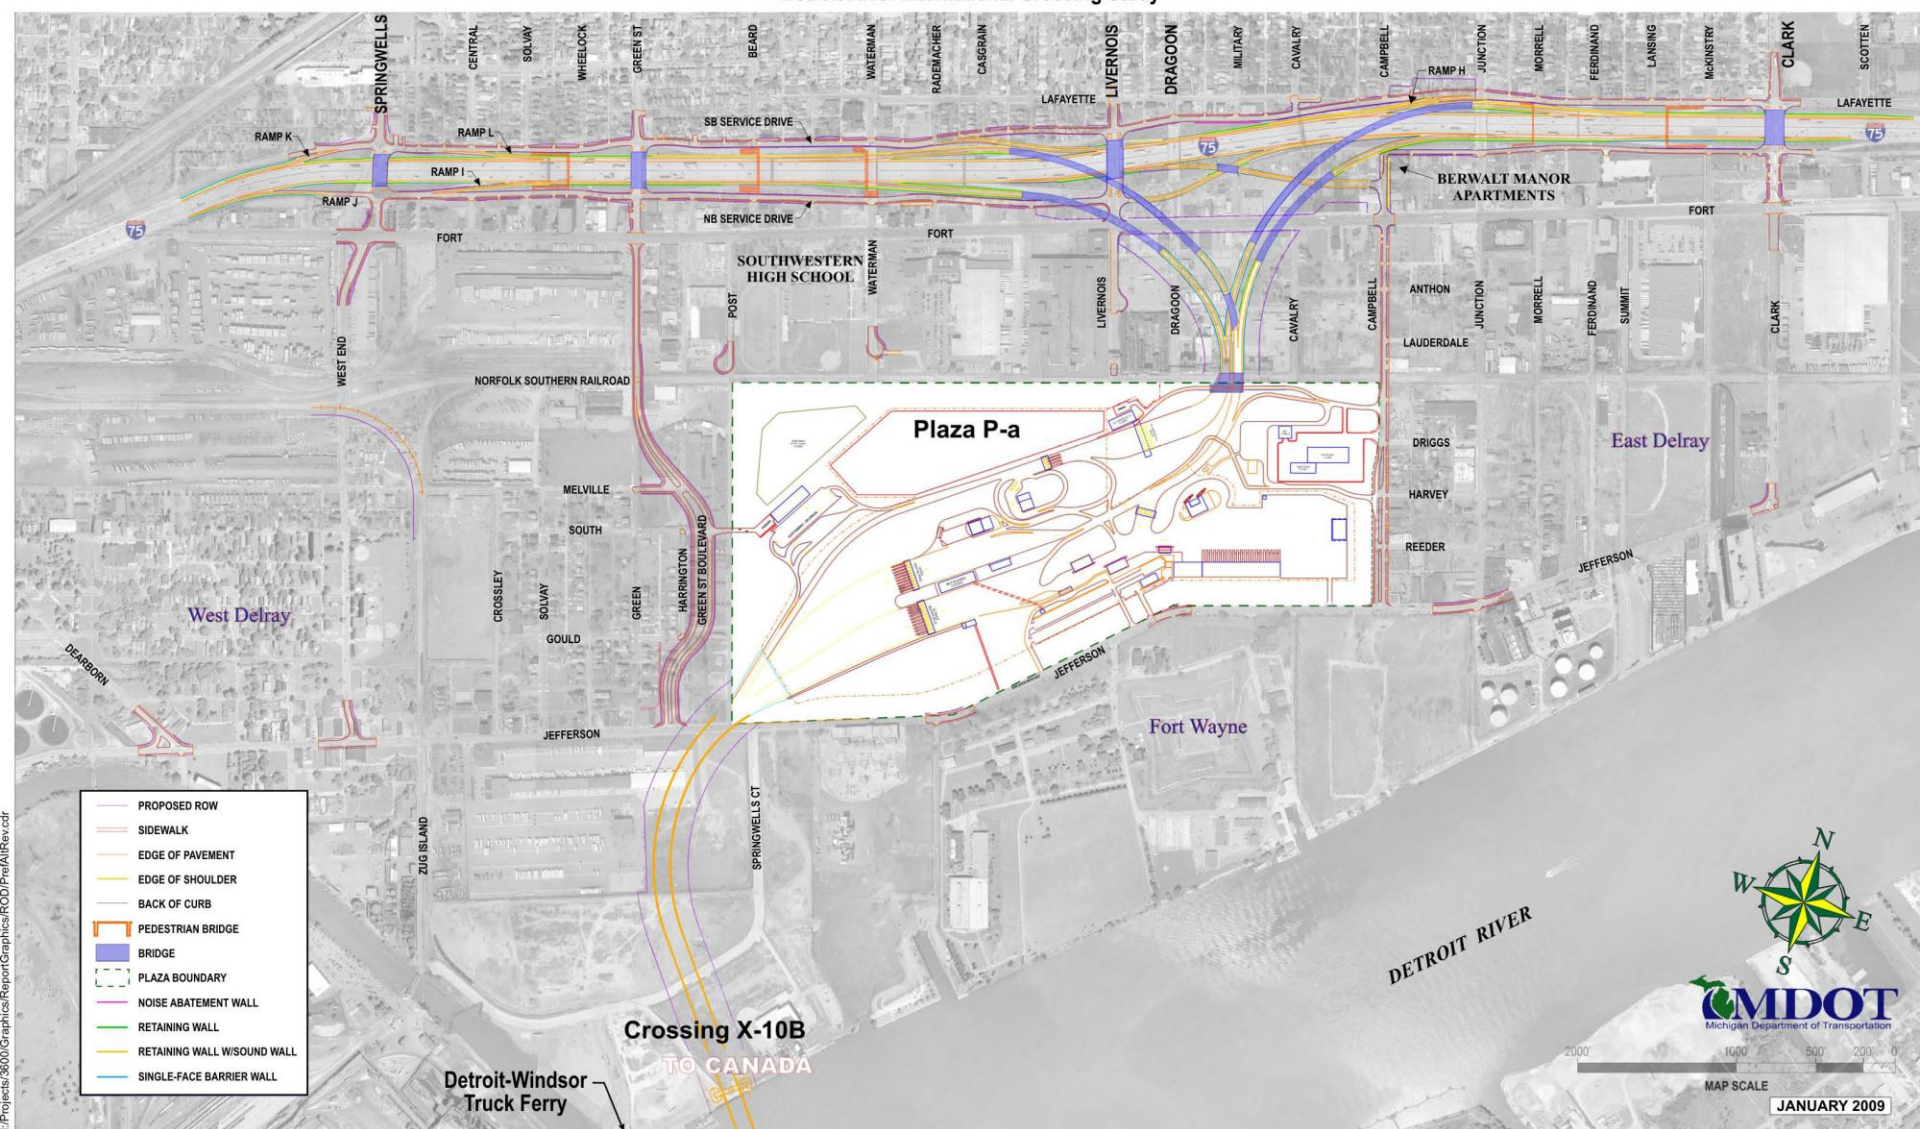 SPRINGWELLS
CENTRAL
SOLVAY
WHEELOCK
GREEN ST
BEARD
WATERMAN
RADEMACHER
CASGRAIN
LIVERNOIS
DRAGOON
MILITARY
CAVALRY
CAMPBELL
JUNCTION
MORRELL
FERDINAND
LANSING
McKINSTRY
CLARK
SCOTTEN
RAMP H
LAFAYETTE
LAFAYETTE
RAMP K
RAMP L
SB SERVICE DRIVE
75
75
RAMP I
RAMP J
NB SERVICE DRIVE
BERWALT MANOR
APARTMENTS
75
FORT
FORT
FORT
SOUTHWESTERN
HIGH SCHOOL
WATERMAN
POST
LIVERNOIS
DRAGOON
CAVALRY
CAMPBELL
ANTHON
JUNCTION
MORRELL
FERDINAND
SUMMIT
CLARK
LAUDERDALE
WEST END
NORFOLK SOUTHERN RAILROAD
Plaza P-a
DRIGGS
East Delray
MELVILLE
HARVEY
SOUTH
REEDER
JEFFERSON
CROSSLEY
SOLVAY
GREEN
HARRINGTON
GREEN ST BOULEVARD
West Delray
GOULD
DEARBORN
JEFFERSON
JEFFERSON
Fort Wayne
ZUG ISLAND
SPRINGWELLS CT
PROPOSED ROW
SIDEWALK
EDGE OF PAVEMENT
EDGE OF SHOULDER
BACK OF CURB
PEDESTRIAN BRIDGE
BRIDGE
PLAZA BOUNDARY
NOISE ABATEMENT WALL
RETAINING WALL
RETAINING WALL W/SOUND WALL
SINGLE-FACE BARRIER WALL
DETROIT RIVER
N
W
E
S
MDOT
Michigan Department of Transportation
2000'
1000'
500'
200'
0'
MAP SCALE
JANUARY 2009
Crossing X-10B
TO CANADA
Detroit-Windsor
Truck Ferry
:/Projects/3600/Graphics/ReportGraphics/ROD/PrefAltRev.cdr